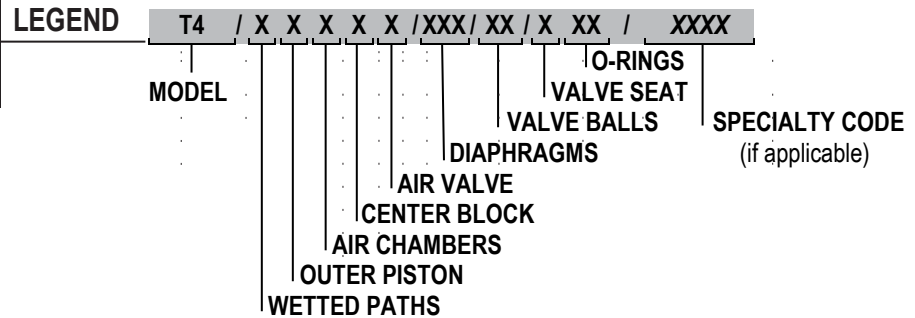 LEGEND
T4 / X X X X X / XXX / XX / X XX / XXXX
O-RINGS
MODEL
VALVE SEAT
VALVE BALLS
SPECIALTY CODE
DIAPHRAGMS
(if applicable)
AIR VALVE
CENTER BLOCK
AIR CHAMBERS
OUTER PISTON
WETTED PATHS